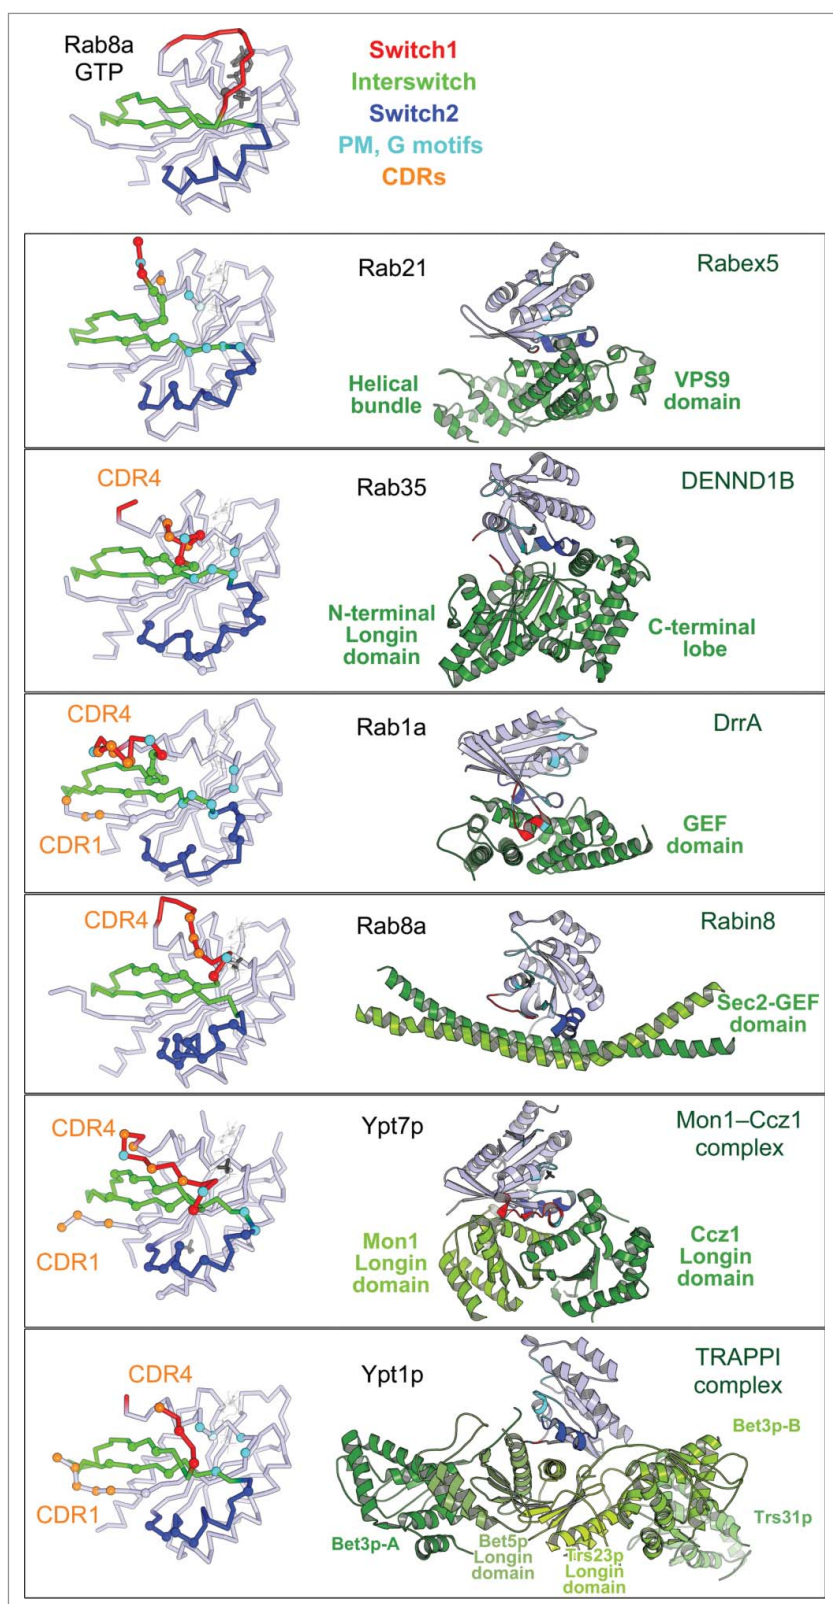 Rab8a
GTP
Switch1
Interswitch
Switch2
PM, G motifs
CDRs
Rab21
Rabex5
Helical
bundle
VPS9
domain
CDR4
Rab35
DENND1B
N-terminal
Longin
domain
C-terminal
lobe
CDR4
CDR1
Rab1a
DrrA
GEF
domain
CDR4
Rab8a
Rabin8
Sec2-GEF
domain
CDR4
CDR1
Ypt7p
Mon1–Ccz1
complex
Mon1
Longin
domain
Ccz1
Longin
domain
CDR4
CDR1
Ypt1p
TRAPPI
complex
Bet3p-B
Trs31p
Bet3p-A
Bet5p
Longin
domain
Trs23p
Longin
domain